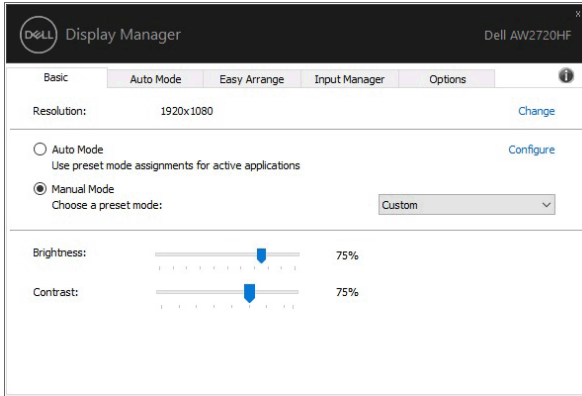 x
DELL Display Manager Dell AW2720HF
Basic Auto Mode Easy Arrange Input Manager Options i
Resolution: 1920x1080 Change
Auto Mode Configure
Use preset mode assignments for active applications
Manual Mode
Choose a preset mode: Custom
Brightness: 75%
Contrast: 75%